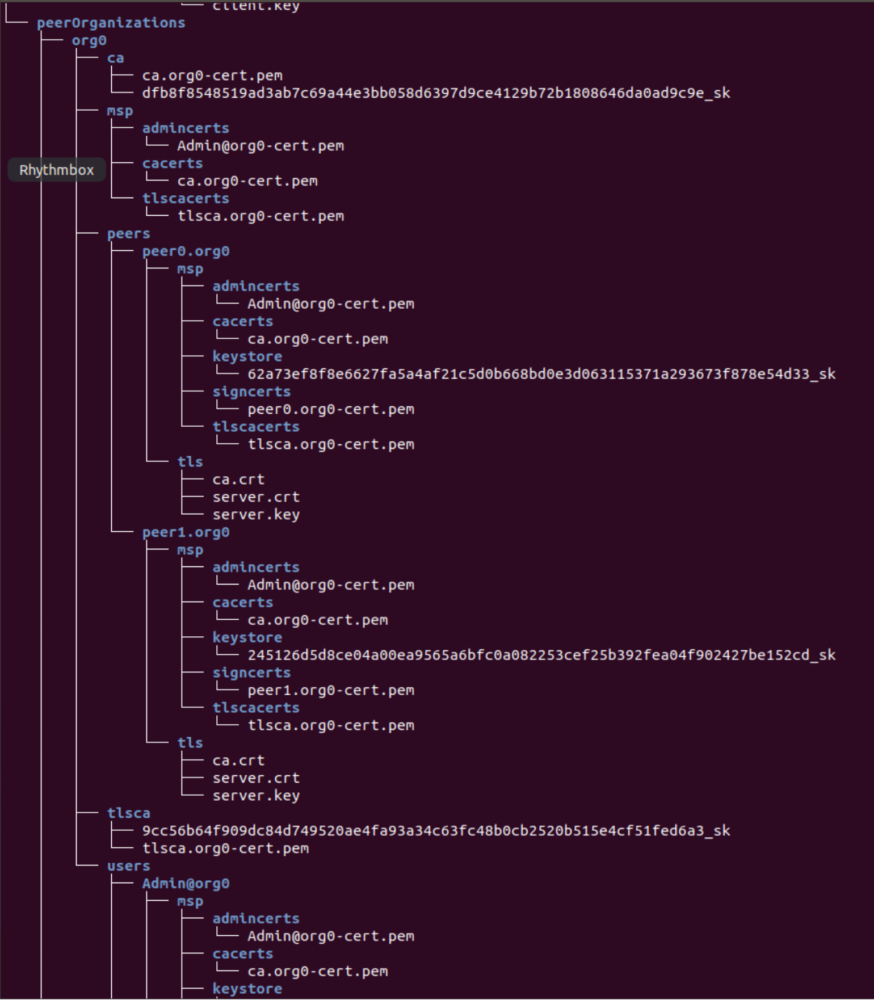 client.key
peerOrganizations
org0
ca
ca.org0-cert.pem
dfb8f8548519ad3ab7c69a44e3bb058d6397d9ce4129b72b1808646da0ad9c9e_sk
msp
admincerts
Admin@org0-cert.pem
cacerts
Rhythmbox
ca.org0-cert.pem
tlscacerts
tlsca.org0-cert.pem
peers
peer0.org0
msp
admincerts
Admin@org0-cert.pem
cacerts
ca.org0-cert.pem
keystore
62a73ef8f8e6627fa5a4af21c5d0b668bd0e3d063115371a293673f878e54d33_sk
signcerts
peer0.org0-cert.pem
tlscacerts
tlsca.org0-cert.pem
tls
ca.crt
server.crt
server.key
peer1.org0
msp
admincerts
Admin@org0-cert.pem
cacerts
ca.org0-cert.pem
keystore
245126d5d8ce04a00ea9565a6bfc0a082253cef25b392fea04f902427be152cd_sk
signcerts
peer1.org0-cert.pem
tlscacerts
tlsca.org0-cert.pem
tls
ca.crt
server.crt
server.key
tlsca
9cc56b64f909dc84d749520ae4fa93a34c63fc48b0cb2520b515e4cf51fed6a3_sk
tlsca.org0-cert.pem
users
Admin@org0
msp
admincerts
Admin@org0-cert.pem
cacerts
ca.org0-cert.pem
keystore